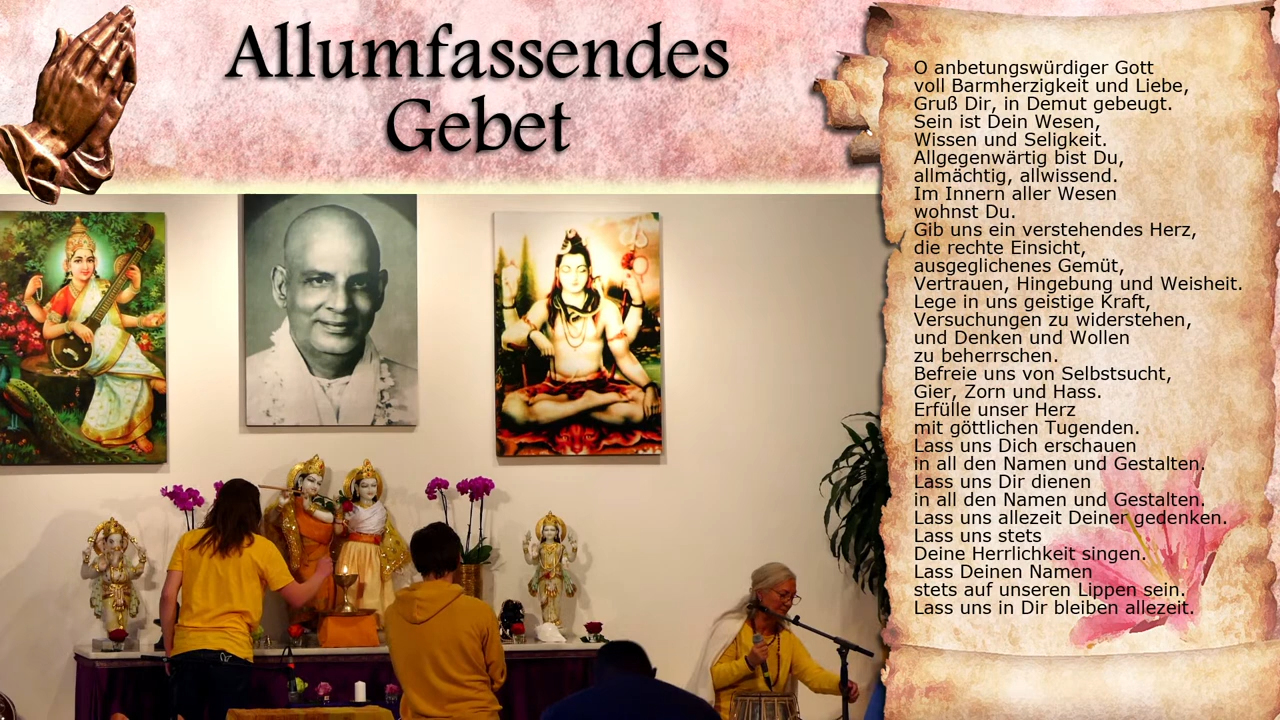 Allumfassendes
Gebet
O anbetungswürdiger Gott
voll Barmherzigkeit und Liebe,
Gruß Dir, in Demut gebeugt.
Sein ist Dein Wesen,
Wissen und Seligkeit.
Allgegenwärtig bist Du,
allmächtig, allwissend.
Im Innern aller Wesen
wohnst Du.
Gib uns ein verstehendes Herz,
die rechte Einsicht,
ausgeglichenes Gemüt,
Vertrauen, Hingebung und Weisheit.
Lege in uns geistige Kraft,
Versuchungen zu widerstehen,
und Denken und Wollen
zu beherrschen.
Befreie uns von Selbstsucht,
Gier, Zorn und Hass.
Erfülle unser Herz
mit göttlichen Tugenden.
Lass uns Dich erschauen
in all den Namen und Gestalten.
Lass uns Dir dienen
in all den Namen und Gestalten.
Lass uns allezeit Deiner gedenken.
Lass uns stets
Deine Herrlichkeit singen.
Lass Deinen Namen
stets auf unseren Lippen sein.
Lass uns in Dir bleiben allezeit.